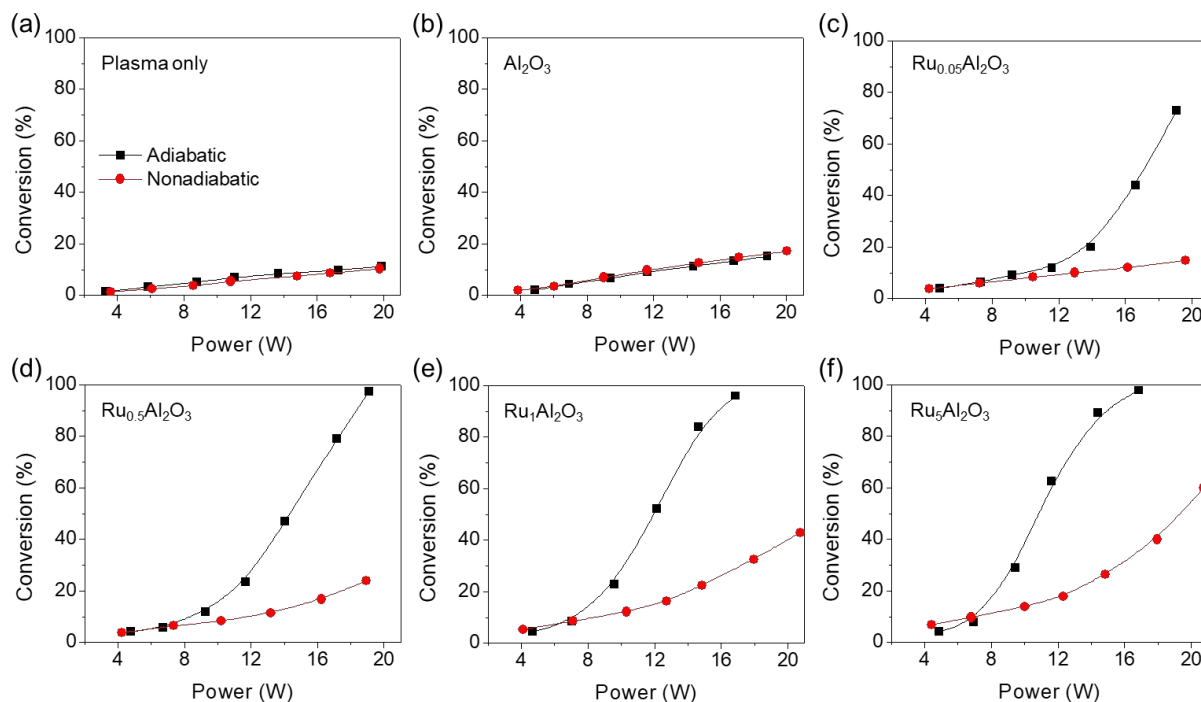 (a)
Plasma only
Adiabatic
Nonadiabatic
100
80
60
40
20
0
Conversion (%)
4 8 12 16 20
Power (W)
(b)
Al₂O₃
100
80
60
40
20
0
Conversion (%)
4 8 12 16 20
Power (W)
(c)
Ru₀.₀₅Al₂O₃
100
80
60
40
20
0
Conversion (%)
4 8 12 16 20
Power (W)
(d)
Ru₀.₅Al₂O₃
100
80
60
40
20
0
Conversion (%)
4 8 12 16 20
Power (W)
(e)
Ru₁Al₂O₃
100
80
60
40
20
0
Conversion (%)
4 8 12 16 20
Power (W)
(f)
Ru₅Al₂O₃
100
80
60
40
20
0
Conversion (%)
4 8 12 16 20
Power (W)